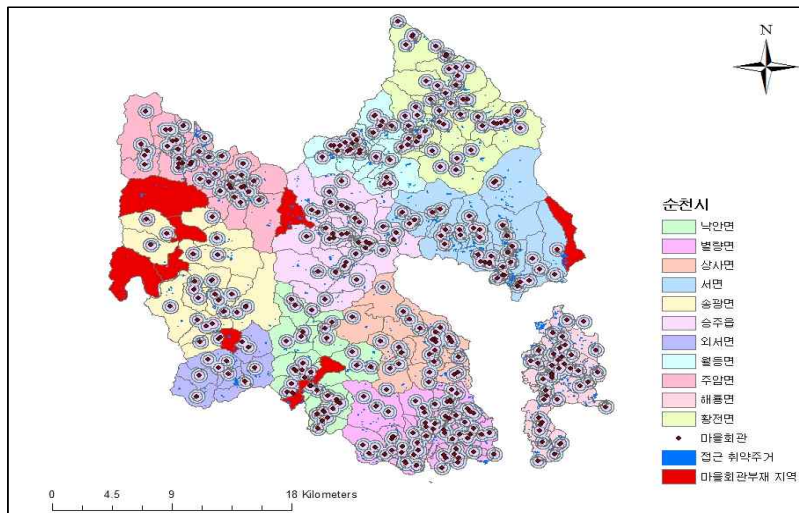 N
순천시
낙안면
별량면
상사면
서면
송광면
승주읍
외서면
월등면
주암면
해룡면
황전면
마을회관
접근 취약주거
마을회관부재 지역
0 4.5 9 18 Kilometers